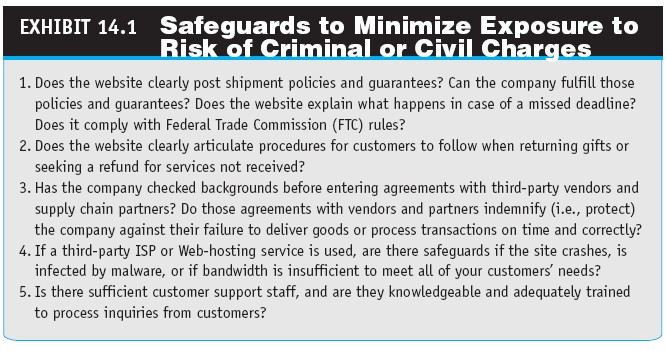 EXHIBIT 14.1 Safeguards to Minimize Exposure to
Risk of Criminal or Civil Charges
1. Does the website clearly post shipment policies and guarantees? Can the company fulfill those
policies and guarantees? Does the website explain what happens in case of a missed deadline?
Does it comply with Federal Trade Commission (FTC) rules?
2. Does the website clearly articulate procedures for customers to follow when returning gifts or
seeking a refund for services not received?
3. Has the company checked backgrounds before entering agreements with third-party vendors and
supply chain partners? Do those agreements with vendors and partners indemnify (i.e., protect)
the company against their failure to deliver goods or process transactions on time and correctly?
4. If a third-party ISP or Web-hosting service is used, are there safeguards if the site crashes, is
infected by malware, or if bandwidth is insufficient to meet all of your customers' needs?
5. Is there sufficient customer support staff, and are they knowledgeable and adequately trained
to process inquiries from customers?